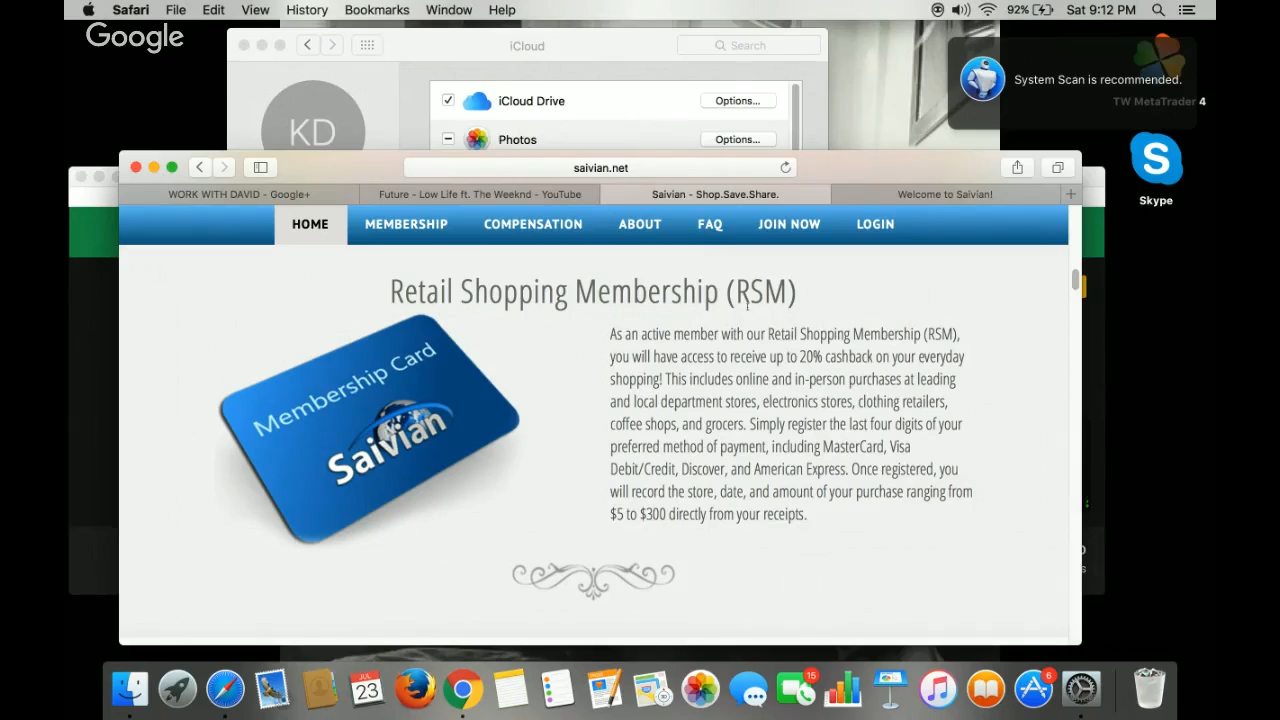 Safari File Edit View History Bookmarks Window Help 92% Sat 9:12 PM
Google
iCloud
Search
System Scan is recommended.
KD
iCloud Drive Options...
Photos Options...
TW MetaTrader 4
saivian.net
Skype
WORK WITH DAVID - Google+ Future - Low Life ft. The Weeknd - YouTube Saivian - Shop.Save.Share. Welcome to Saivian!
HOME MEMBERSHIP COMPENSATION ABOUT FAQ JOIN NOW LOGIN
Retail Shopping Membership (RSM)
As an active member with our Retail Shopping Membership (RSM),
you will have access to receive up to 20% cashback on your everyday
shopping! This includes online and in-person purchases at leading
and local department stores, electronics stores, clothing retailers,
coffee shops, and grocers. Simply register the last four digits of your
preferred method of payment, including MasterCard, Visa
Debit/Credit, Discover, and American Express. Once registered, you
will record the store, date, and amount of your purchase ranging from
$5 to $300 directly from your receipts.
Membership Card
Saivian
S
JUL
23
30
15
6